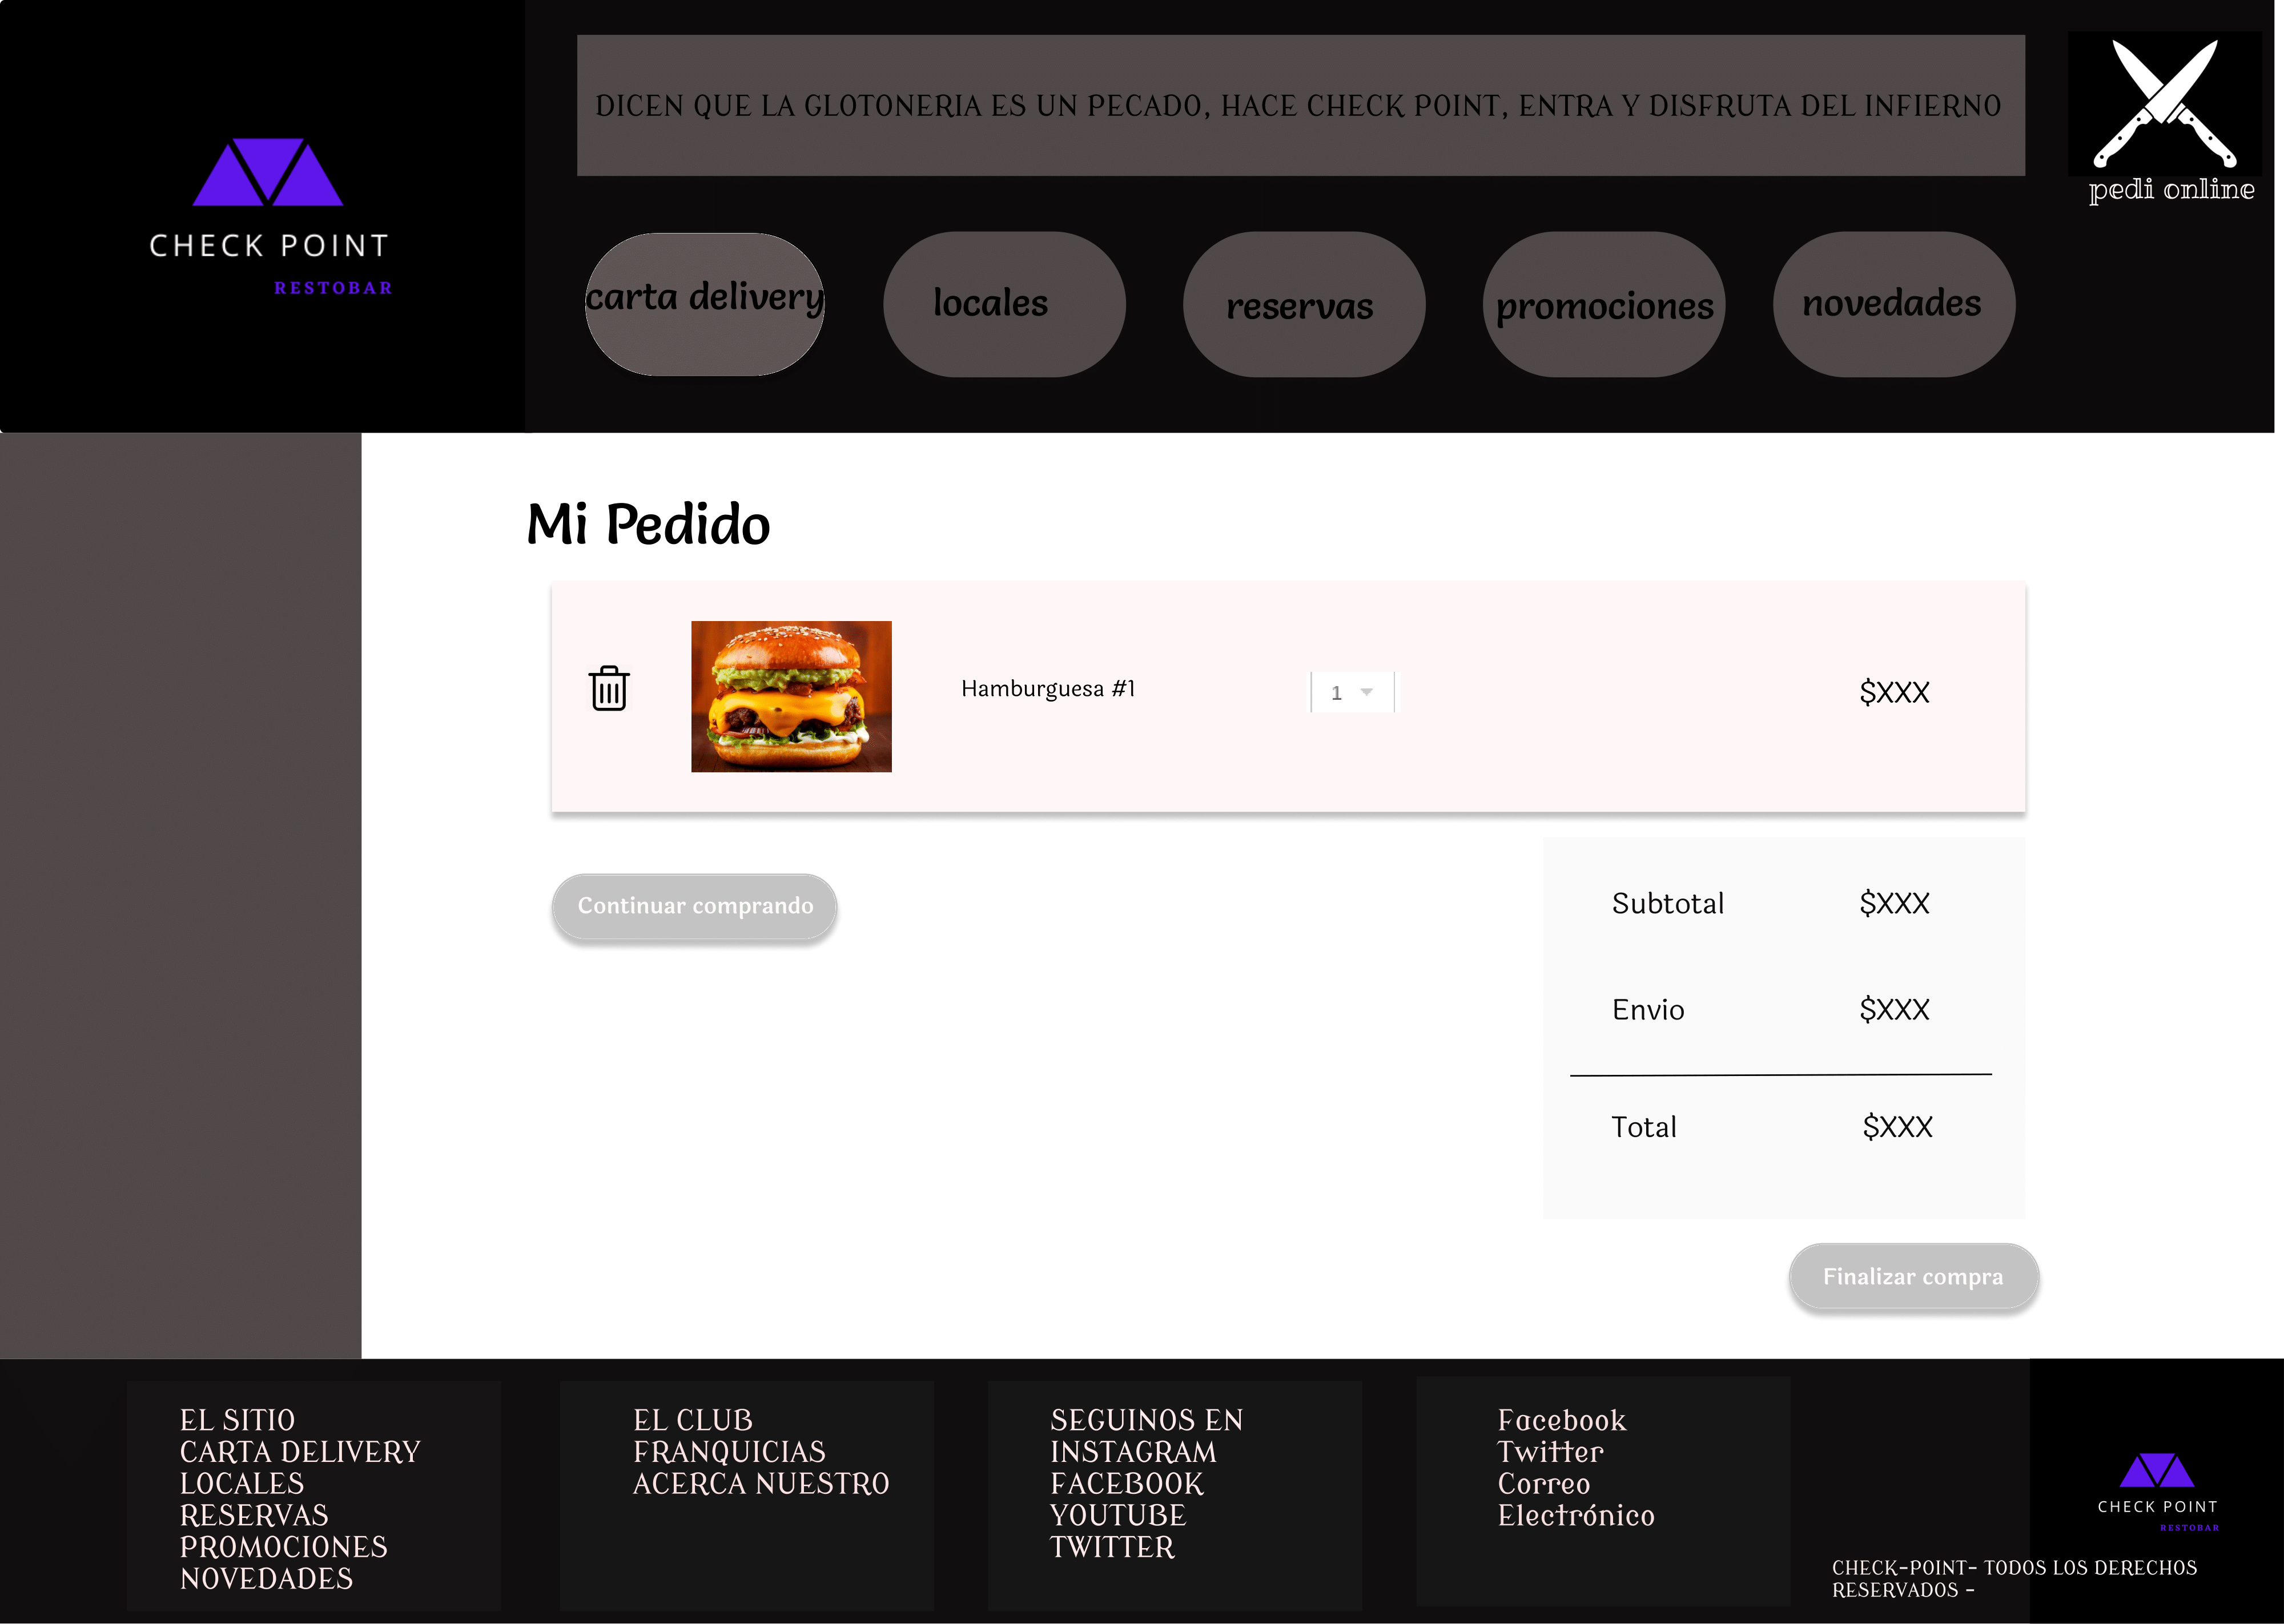 DICEN QUE LA GLOTONERIA ES UN PECADO, HACE CHECK POINT, ENTRA Y DISFRUTA DEL INFIERNO
pedi online
CHECK POINT
RESTOBAR
carta delivery
locales
reservas
promociones
novedades
Mi Pedido
Hamburguesa #1
1
$XXX
Continuar comprando
Subtotal $XXX
Envio $XXX
Total $XXX
Finalizar compra
EL SITIO
CARTA DELIVERY
LOCALES
RESERVAS
PROMOCIONES
NOVEDADES
EL CLUB
FRANQUICIAS
ACERCA NUESTRO
SEGUINOS EN
INSTAGRAM
FACEBOOK
YOUTUBE
TWITTER
Facebook
Twitter
Correo
Electrónico
CHECK POINT
RESTOBAR
CHECK-POINT- TODOS LOS DERECHOS
RESERVADOS -